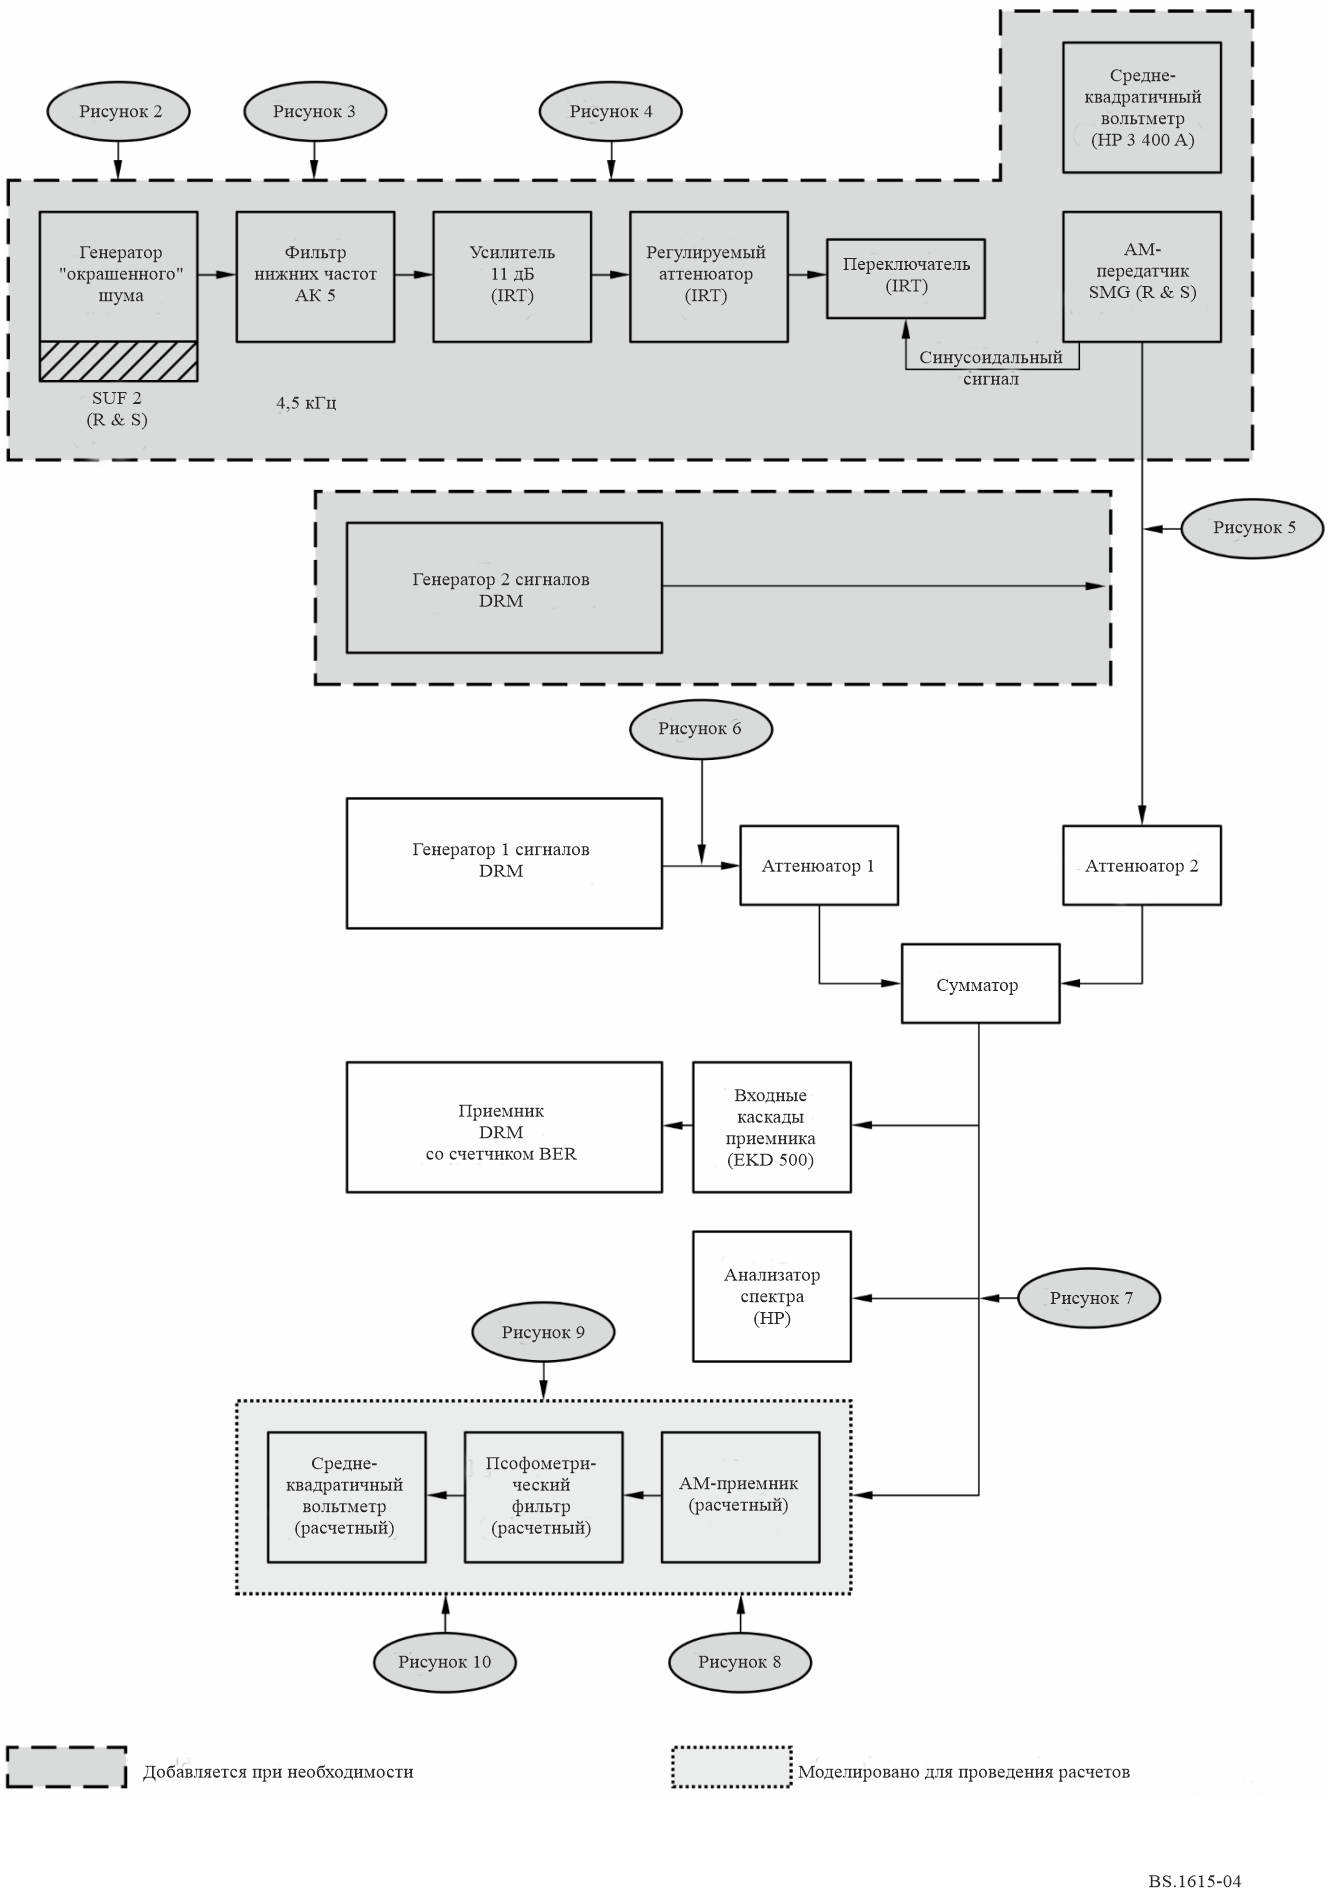 Средне-
квадратичный
вольтметр
(HP 3 400 A)
Рисунок 2
Рисунок 3
Рисунок 4
Генератор
"окрашенного"
шума
Фильтр
нижних частот
АК 5
Усилитель
11 дБ
(IRT)
Регулируемый
аттенюатор
(IRT)
Переключатель
(IRT)
АМ-
передатчик
SMG (R & S)
Синусоидальный
сигнал
SUF 2
(R & S)
4,5 кГц
Рисунок 5
Генератор 2 сигналов
DRM
Рисунок 6
Генератор 1 сигналов
DRM
Аттенюатор 1
Аттенюатор 2
Сумматор
Приемник
DRM
со счетчиком BER
Входные
каскады
приемника
(EKD 500)
Анализатор
спектра
(HP)
Рисунок 7
Рисунок 9
Средне-
квадратичный
вольтметр
(расчетный)
Псофометри-
ческий
фильтр
(расчетный)
АМ-приемник
(расчетный)
Рисунок 10
Рисунок 8
Добавляется при необходимости
Моделировано для проведения расчетов
BS.1615-04